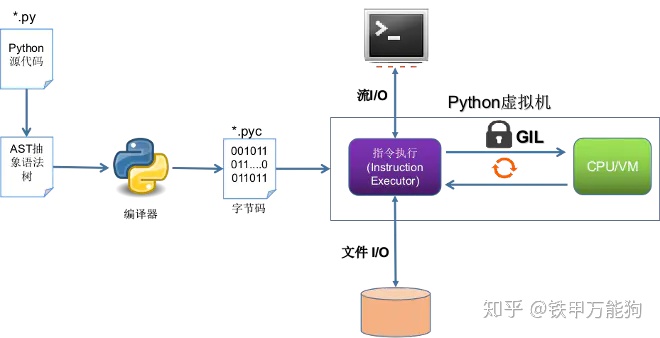 *.py
Python
源代码
AST抽
象语法
树
编译器
*.pyc
001011
011....0
011011
字节码
>_
流I/O
Python虚拟机
指令执行
(Instruction
Executor)
GIL
CPU/VM
文件 I/O
知乎 @铁甲万能狗